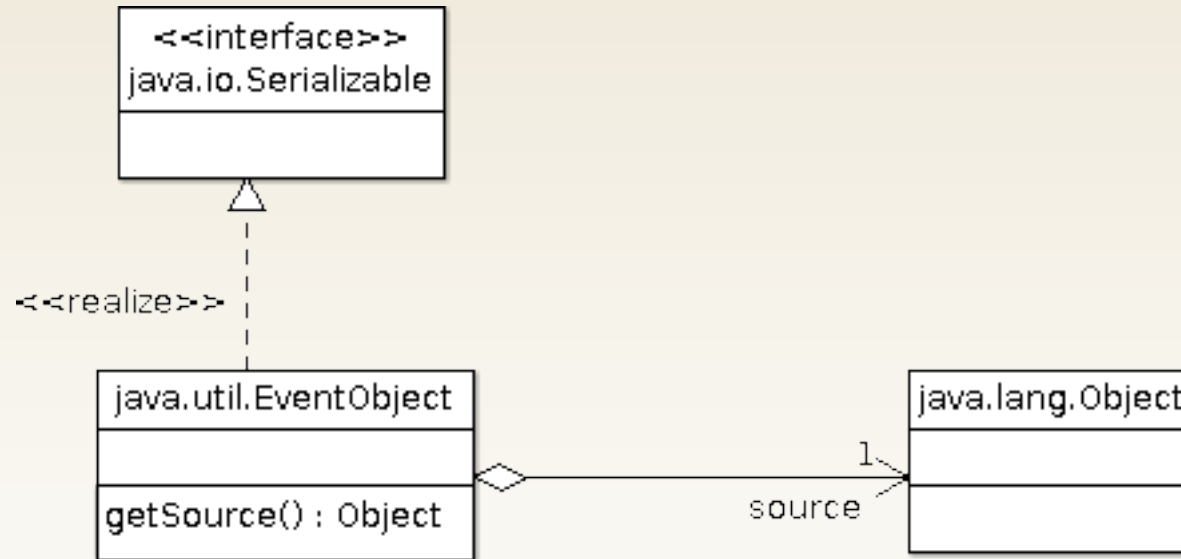 <<interface>>
java.io.Serializable
<<realize>>
java.util.EventObject
getSource() : Object
1
source
java.lang.Object